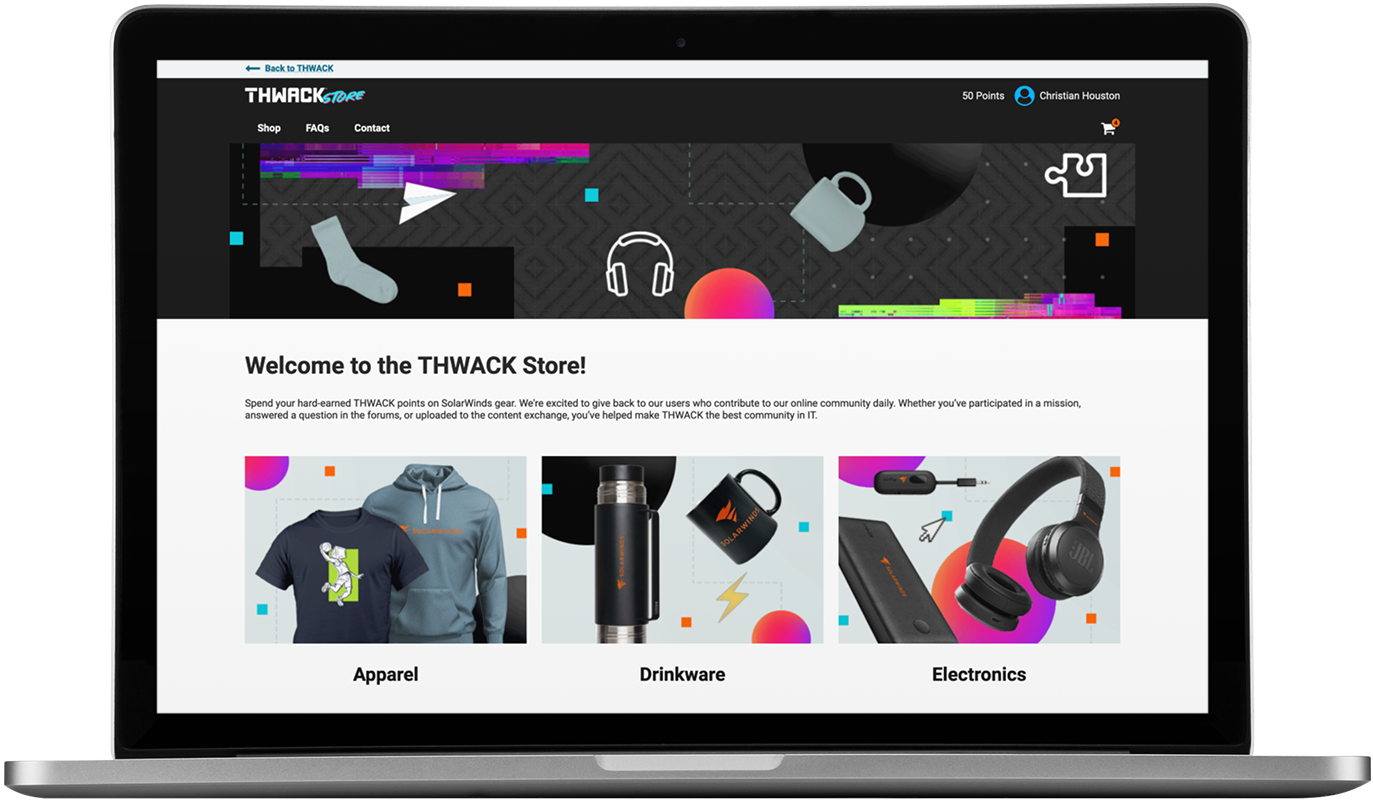 Back to THWACK
THWACK STORE
50 Points
Christian Houston
Shop
FAQs
Contact
4
Welcome to the THWACK Store!
Spend your hard-earned THWACK points on SolarWinds gear. We're excited to give back to our users who contribute to our online community daily. Whether you've participated in a mission,
answered a question in the forums, or uploaded to the content exchange, you've helped make THWACK the best community in IT.
SOLARWINDS
SOLARWINDS
SOLARWINDS
SOLARWINDS
JBL
Apparel
Drinkware
Electronics